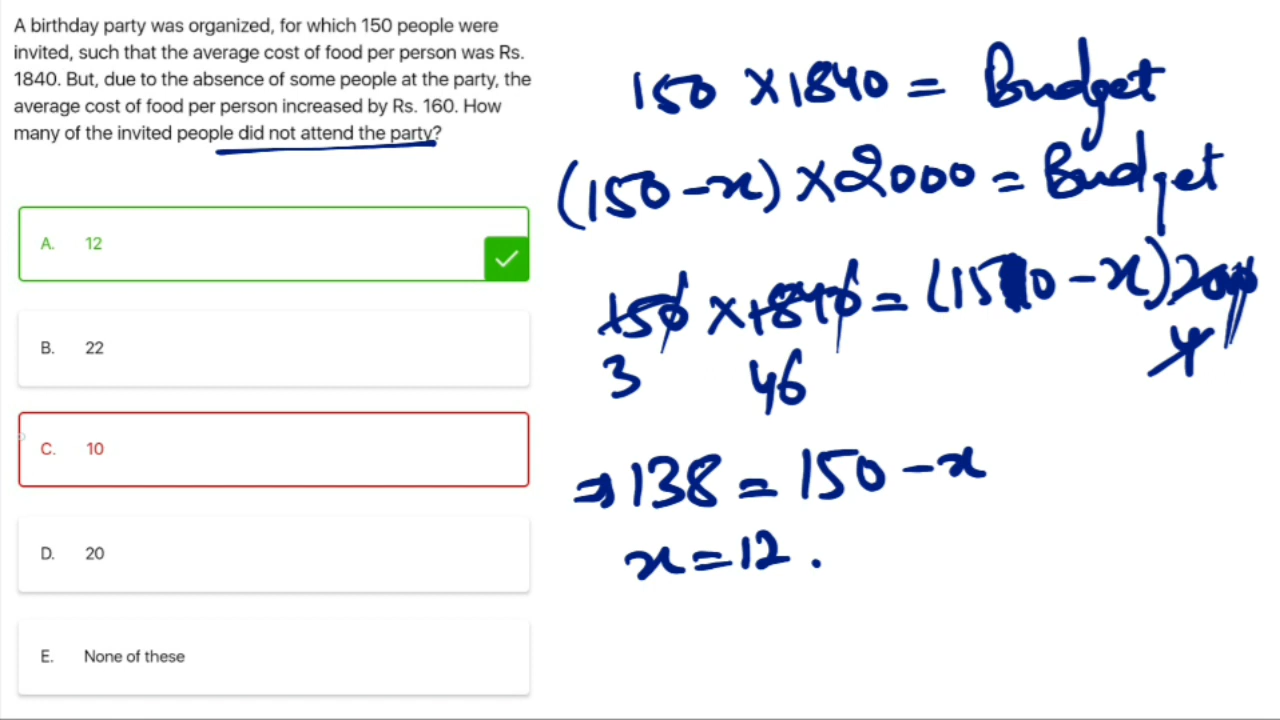 A birthday party was organized, for which 150 people were
invited, such that the average cost of food per person was Rs.
1840. But, due to the absence of some people at the party, the
average cost of food per person increased by Rs. 160. How
many of the invited people did not attend the party?
A. 12
B. 22
C. 10
D. 20
E. None of these
150 × 1840 = Budget
(150 - x) × 2000 = Budget
150 × 1840 = (150 - x) 2000
3 46 4
⇒ 138 = 150 - x
x = 12 .